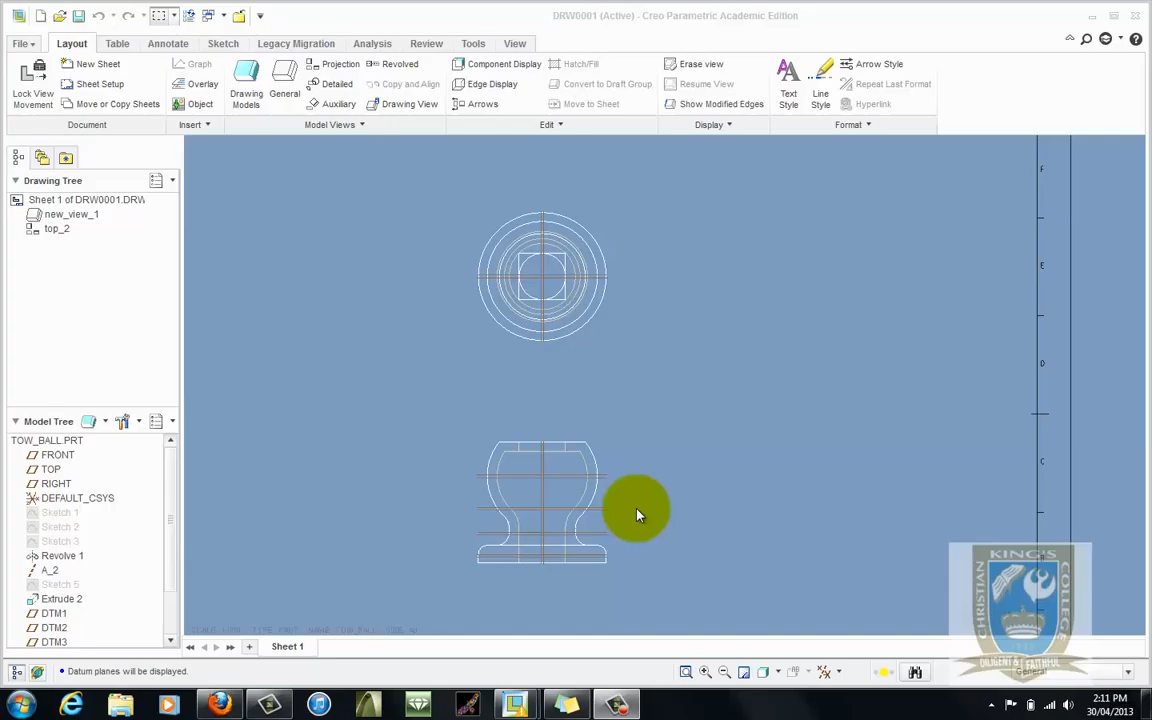 DRW0001 (Active) - Creo Parametric Academic Edition
File
Layout
Table
Annotate
Sketch
Legacy Migration
Analysis
Review
Tools
View
Lock View Movement
New Sheet
Sheet Setup
Move or Copy Sheets
Document
Graph
Overlay
Object
Insert
Drawing Models
General
Projection
Detailed
Auxiliary
Revolved
Copy and Align
Drawing View
Model Views
Component Display
Edge Display
Arrows
Hatch/Fill
Convert to Draft Group
Move to Sheet
Edit
Erase view
Resume View
Show Modified Edges
Display
Text Style
Line Style
Arrow Style
Repeat Last Format
Hyperlink
Format
Drawing Tree
Sheet 1 of DRW0001.DRW
new_view_1
top_2
Model Tree
TOW_BALL.PRT
FRONT
TOP
RIGHT
DEFAULT_CSYS
Sketch 1
Sketch 2
Sketch 3
Revolve 1
A_2
Sketch 5
Extrude 2
DTM1
DTM2
DTM3
F
E
D
C
KING'S
CHRISTIAN
COLLEGE
DILIGENT & FAITHFUL
Sheet 1
Datum planes will be displayed.
General
2:11 PM
30/04/2013